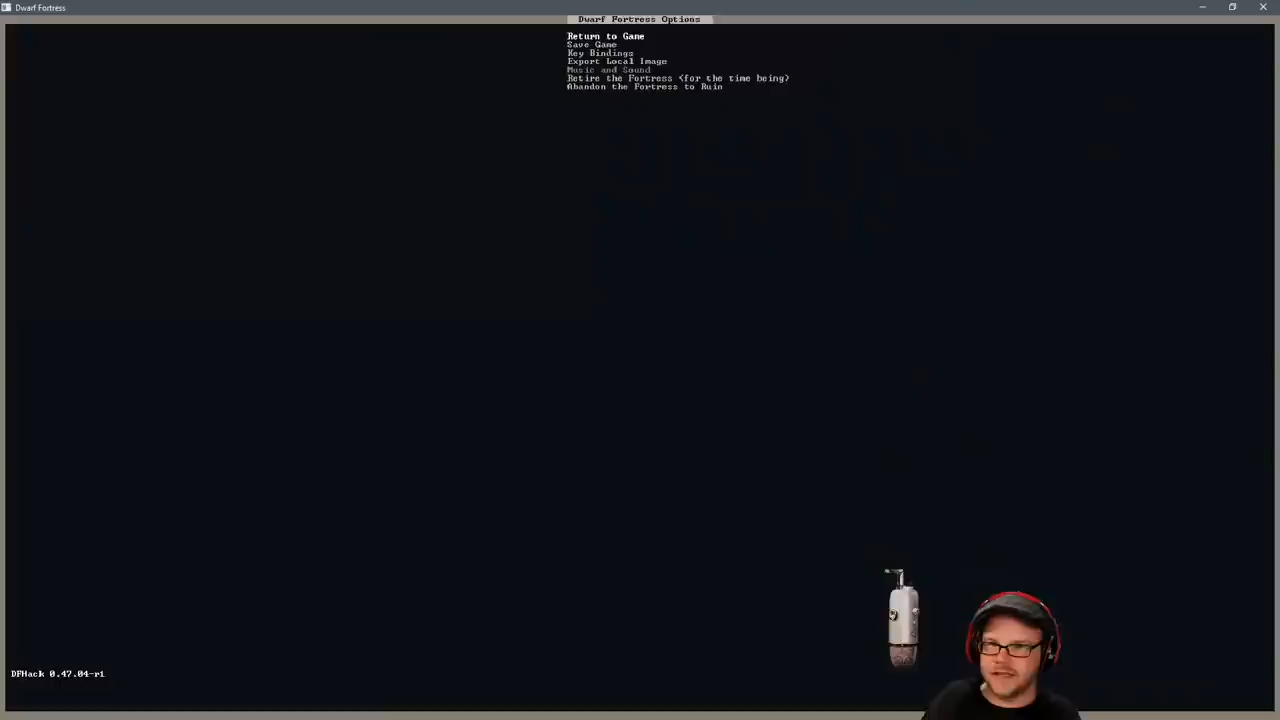 Dwarf Fortress
Dwarf Fortress Options
Return to Game
Save Game
Key Bindings
Export Local Image
Music and Sound
Retire the Fortress (for the time being)
Abandon the Fortress to Ruin
DFHack 0.47.04-r1